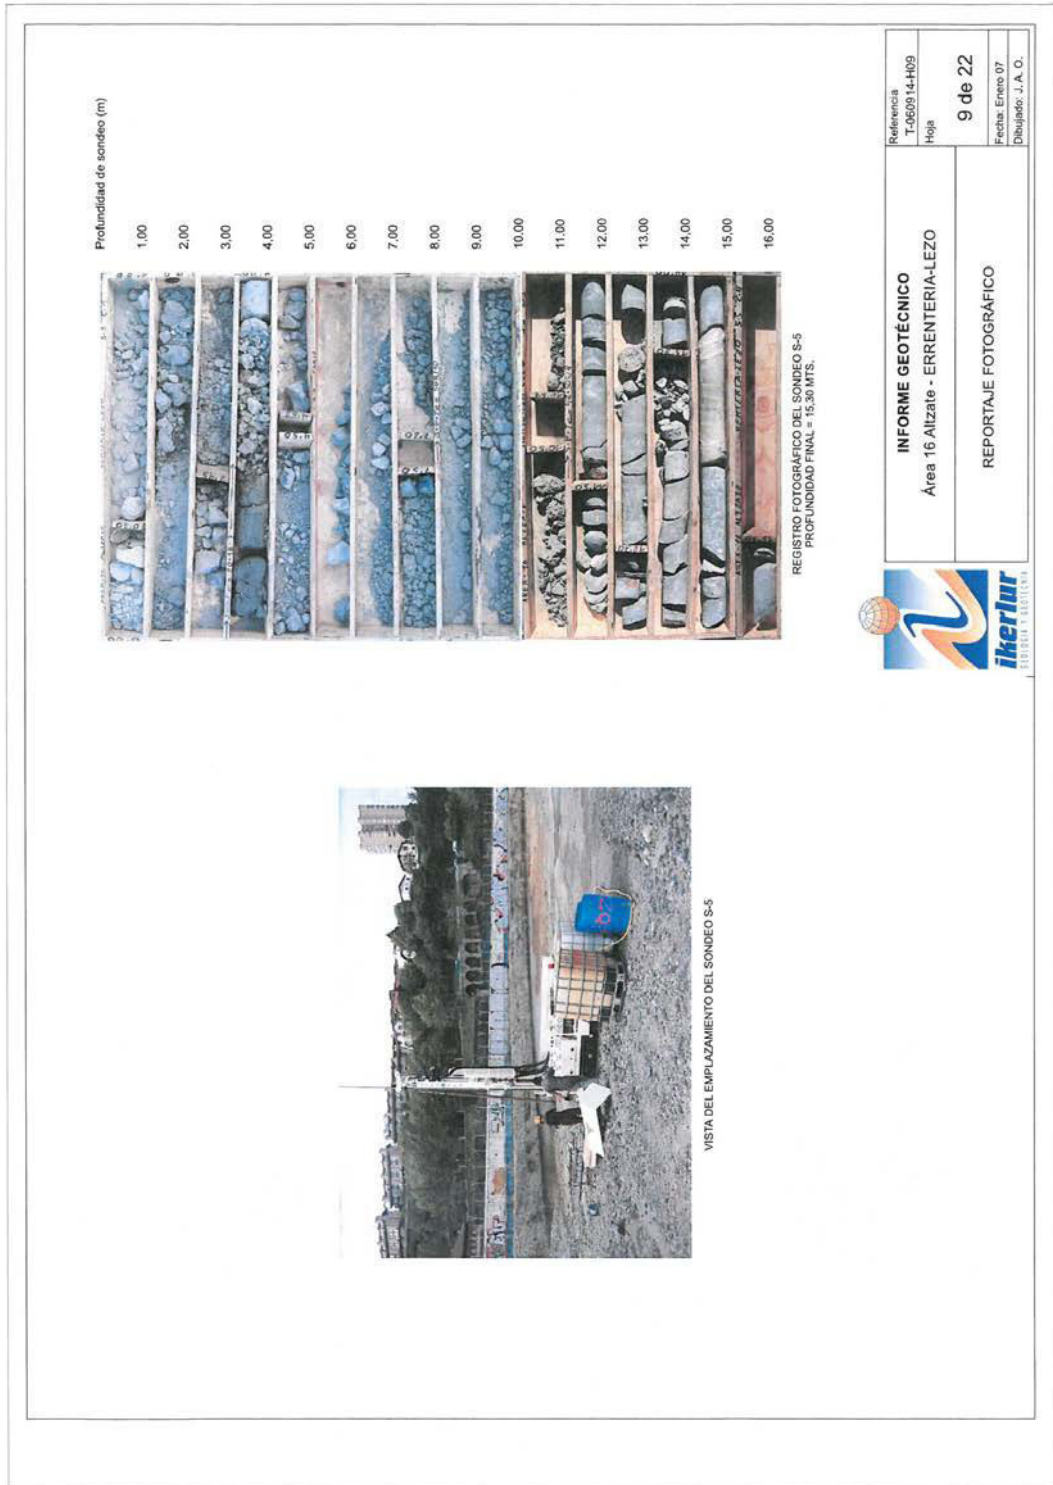 Profundidad de sondeo (m)
1,00
2,00
3,00
4,00
5,00
6,00
7,00
8,00
9,00
10,00
11,00
12,00
13,00
14,00
15,00
16,00
REGISTRO FOTOGRÁFICO DEL SONDEO S-5
PROFUNDIDAD FINAL = 15,30 MTS.
VISTA DEL EMPLAZAMIENTO DEL SONDEO S-5
ikerlur
GEOLOGIA Y GEOTECNIA
INFORME GEOTÉCNICO
Área 16 Altzate - ERRENTERIA-LEZO
REPORTAJE FOTOGRÁFICO
Referencia
T-060914-H09
Hoja
9 de 22
Fecha: Enero 07
Dibujado: J. A. O.